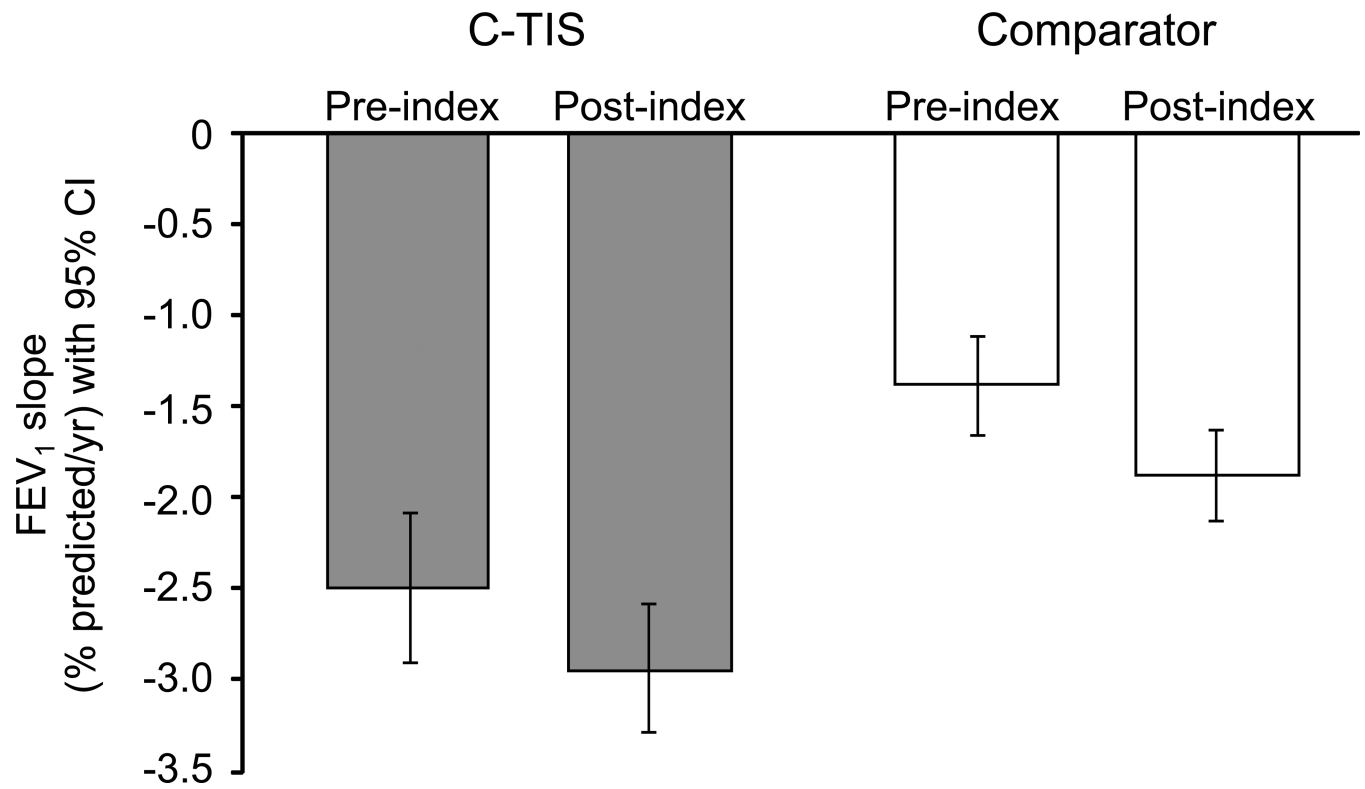 C-TIS Comparator
Pre-index Post-index Pre-index Post-index
0
-0.5
-1.0
-1.5
-2.0
-2.5
-3.0
-3.5
FEV₁ slope
(% predicted/yr) with 95% CI